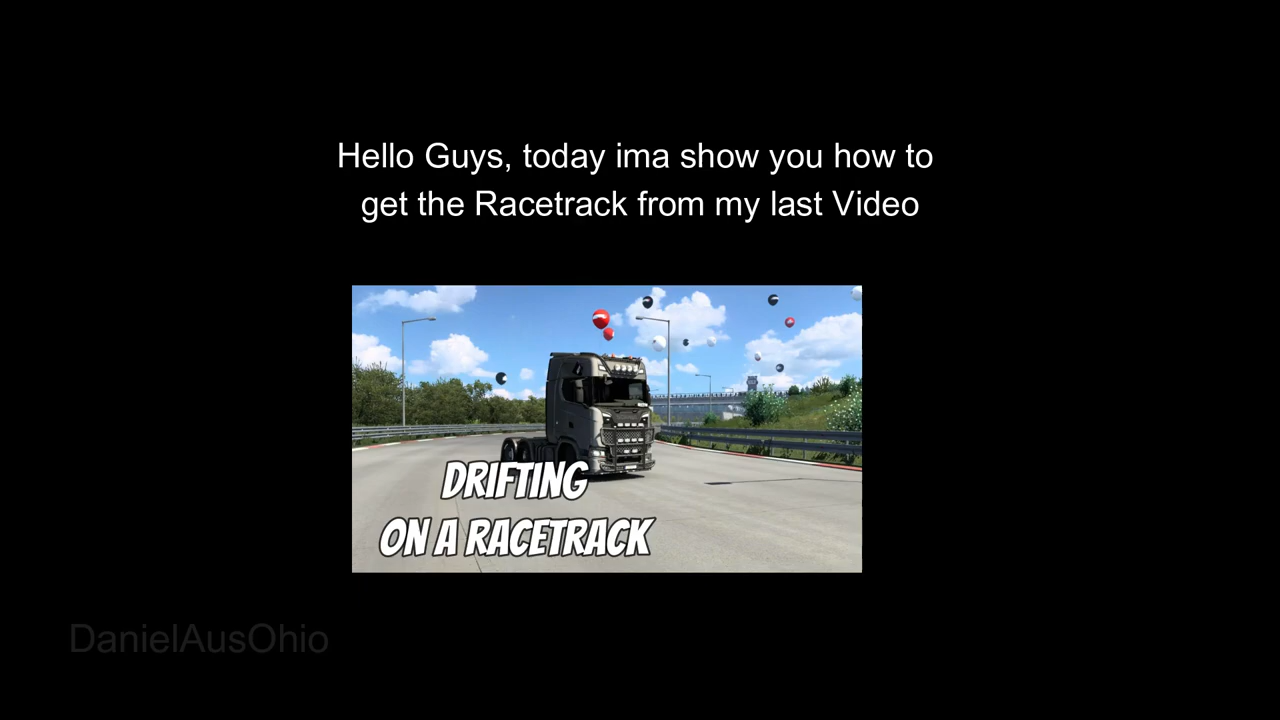 Hello Guys, today ima show you how to
get the Racetrack from my last Video
DRIFTING
ON A RACETRACK
DanielAusOhio